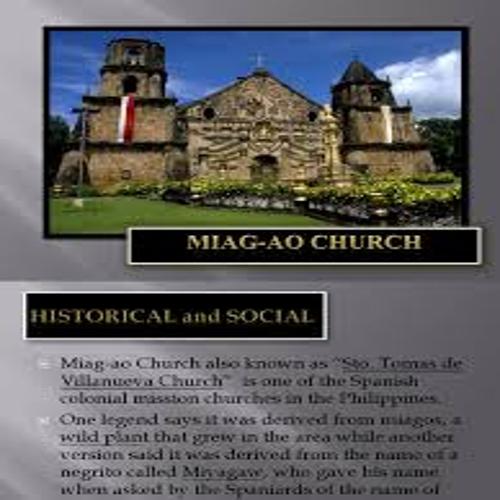 MIAG-AO CHURCH
HISTORICAL and SOCIAL
Miag-ao Church also known as "Sto. Tomas de
Villanueva Church" is one of the Spanish
colonial mission churches in the Philippines.
One legend says it was derived from miagos, a
wild plant that grew in the area while another
version said it was derived from the name of a
negrito called Miyagaw, who gave his name
when asked by the Spaniards of the name of